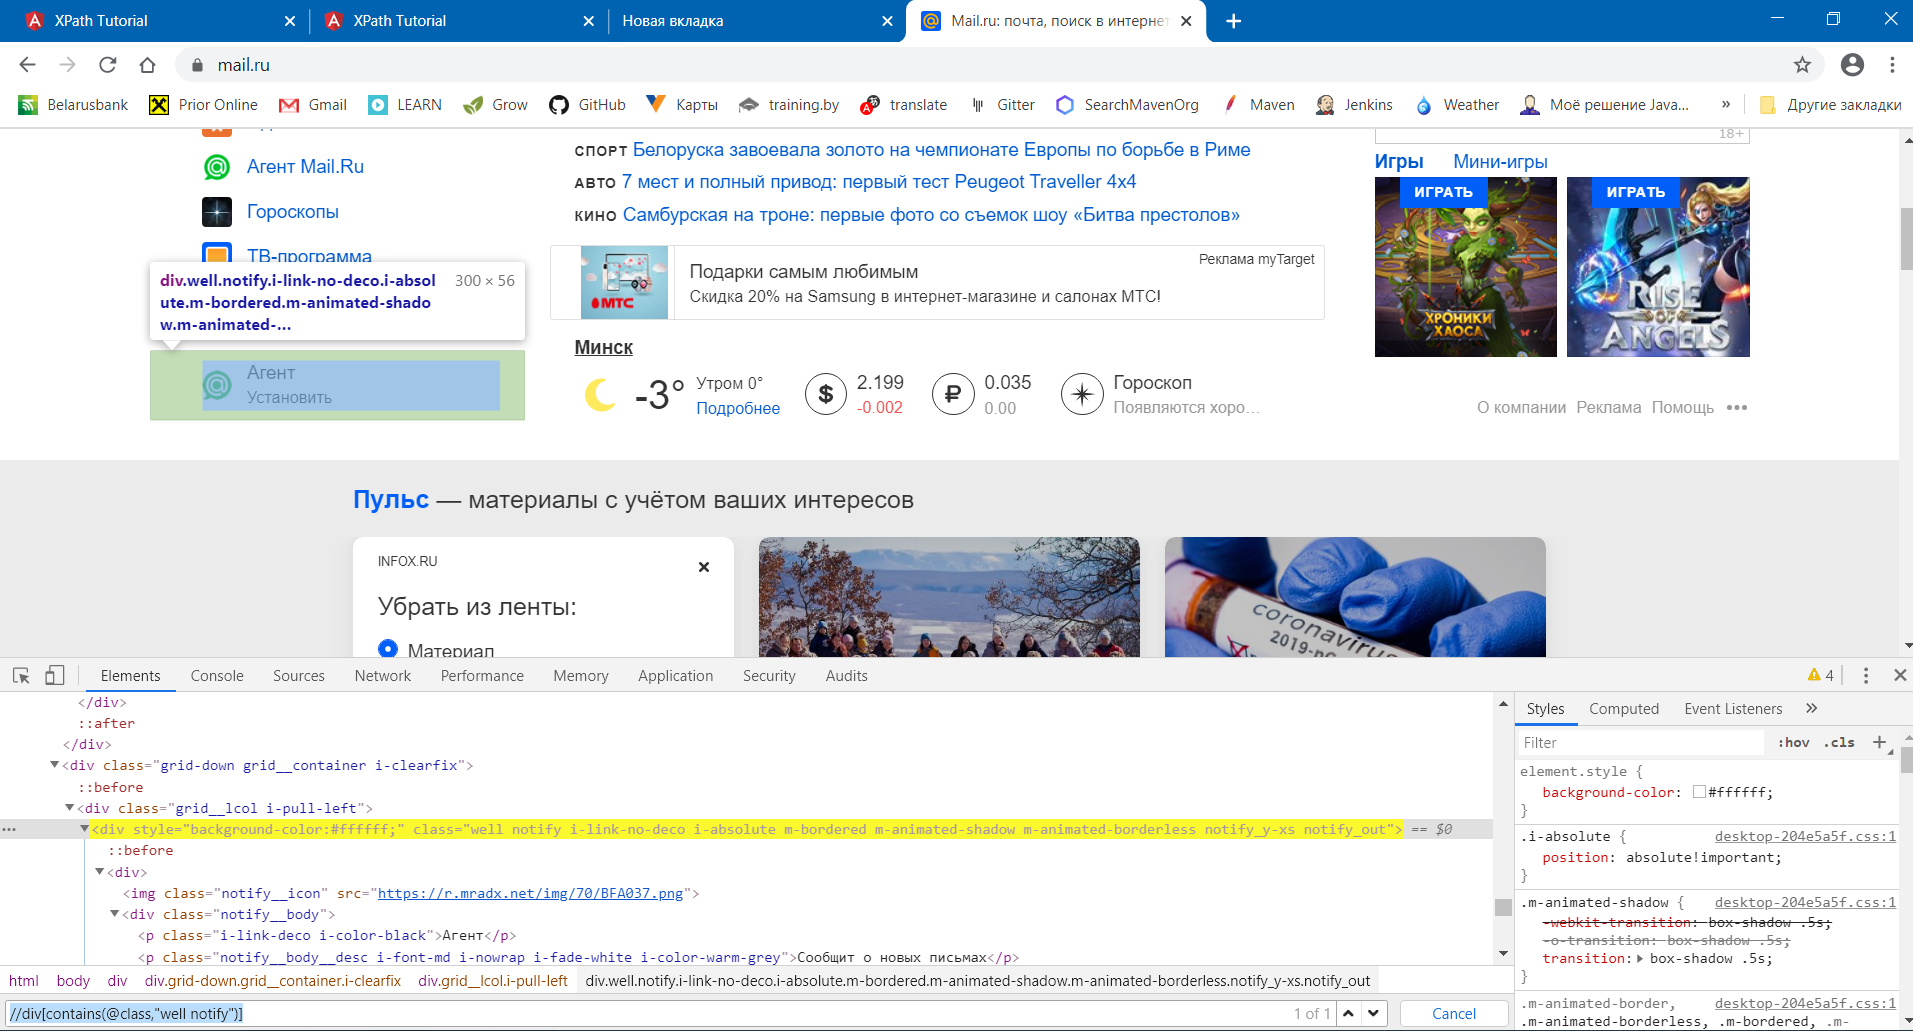 XPath Tutorial
XPath Tutorial
Новая вкладка
Mail.ru: почта, поиск в интернет
mail.ru
Belarusbank
Prior Online
Gmail
LEARN
Grow
GitHub
Карты
training.by
translate
Gitter
SearchMavenOrg
Maven
Jenkins
Weather
Моё решение Java...
»
Другие закладки
Агент Mail.Ru
Гороскопы
ТВ-программа
div.well.notify.i-link-no-deco.i-absol
ute.m-bordered.m-animated-shado
w.m-animated-...
300 × 56
Агент
Установить
СПОРТ Белоруска завоевала золото на чемпионате Европы по борьбе в Риме
АВТО 7 мест и полный привод: первый тест Peugeot Traveller 4x4
КИНО Самбурская на троне: первые фото со съемок шоу «Битва престолов»
МТС
Подарки самым любимым
Скидка 20% на Samsung в интернет-магазине и салонах МТС!
Реклама myTarget
Минск
-3°
Утром 0°
Подробнее
$
2.199
-0.002
₽
0.035
0.00
Гороскоп
Появляются хоро...
18+
Игры
Мини-игры
ИГРАТЬ
ХРОНИКИ
ХАОСА
ИГРАТЬ
RISE
OF
ANGELS
О компании
Реклама
Помощь
•••
Пульс — материалы с учётом ваших интересов
INFOX.RU
Убрать из ленты:
Материал
coronavirus
Elements
Console
Sources
Network
Performance
Memory
Application
Security
Audits
4
</div>
::after
</div>
<div class="grid-down grid__container i-clearfix">
::before
<div class="grid__lcol i-pull-left">
<div style="background-color:#ffffff;" class="well notify i-link-no-deco i-absolute m-bordered m-animated-shadow m-animated-borderless notify_y-xs notify_out"> == $0
::before
<div>
<img class="notify__icon" src="https://r.mradx.net/img/70/BFA037.png">
<div class="notify__body">
<p class="i-link-deco i-color-black">Агент</p>
<p class="notify__body__desc i-font-md i-nowrap i-fade-white i-color-warm-grey">Сообщит о новых письмах</p>
html
body
div
div.grid-down.grid__container.i-clearfix
div.grid__lcol.i-pull-left
div.well.notify.i-link-no-deco.i-absolute.m-bordered.m-animated-shadow.m-animated-borderless.notify_y-xs.notify_out
//div[contains(@class,"well notify")]
1 of 1
Cancel
Styles
Computed
Event Listeners
»
Filter
:hov
.cls
+
element.style {
background-color: #ffffff;
}
.i-absolute {
desktop-204e5a5f.css:1
position: absolute!important;
}
.m-animated-shadow {
desktop-204e5a5f.css:1
-webkit-transition: box-shadow .5s;
-o-transition: box-shadow .5s;
transition: box-shadow .5s;
}
.m-animated-border,
desktop-204e5a5f.css:1
.m-animated-borderless, .m-bordered, .m-